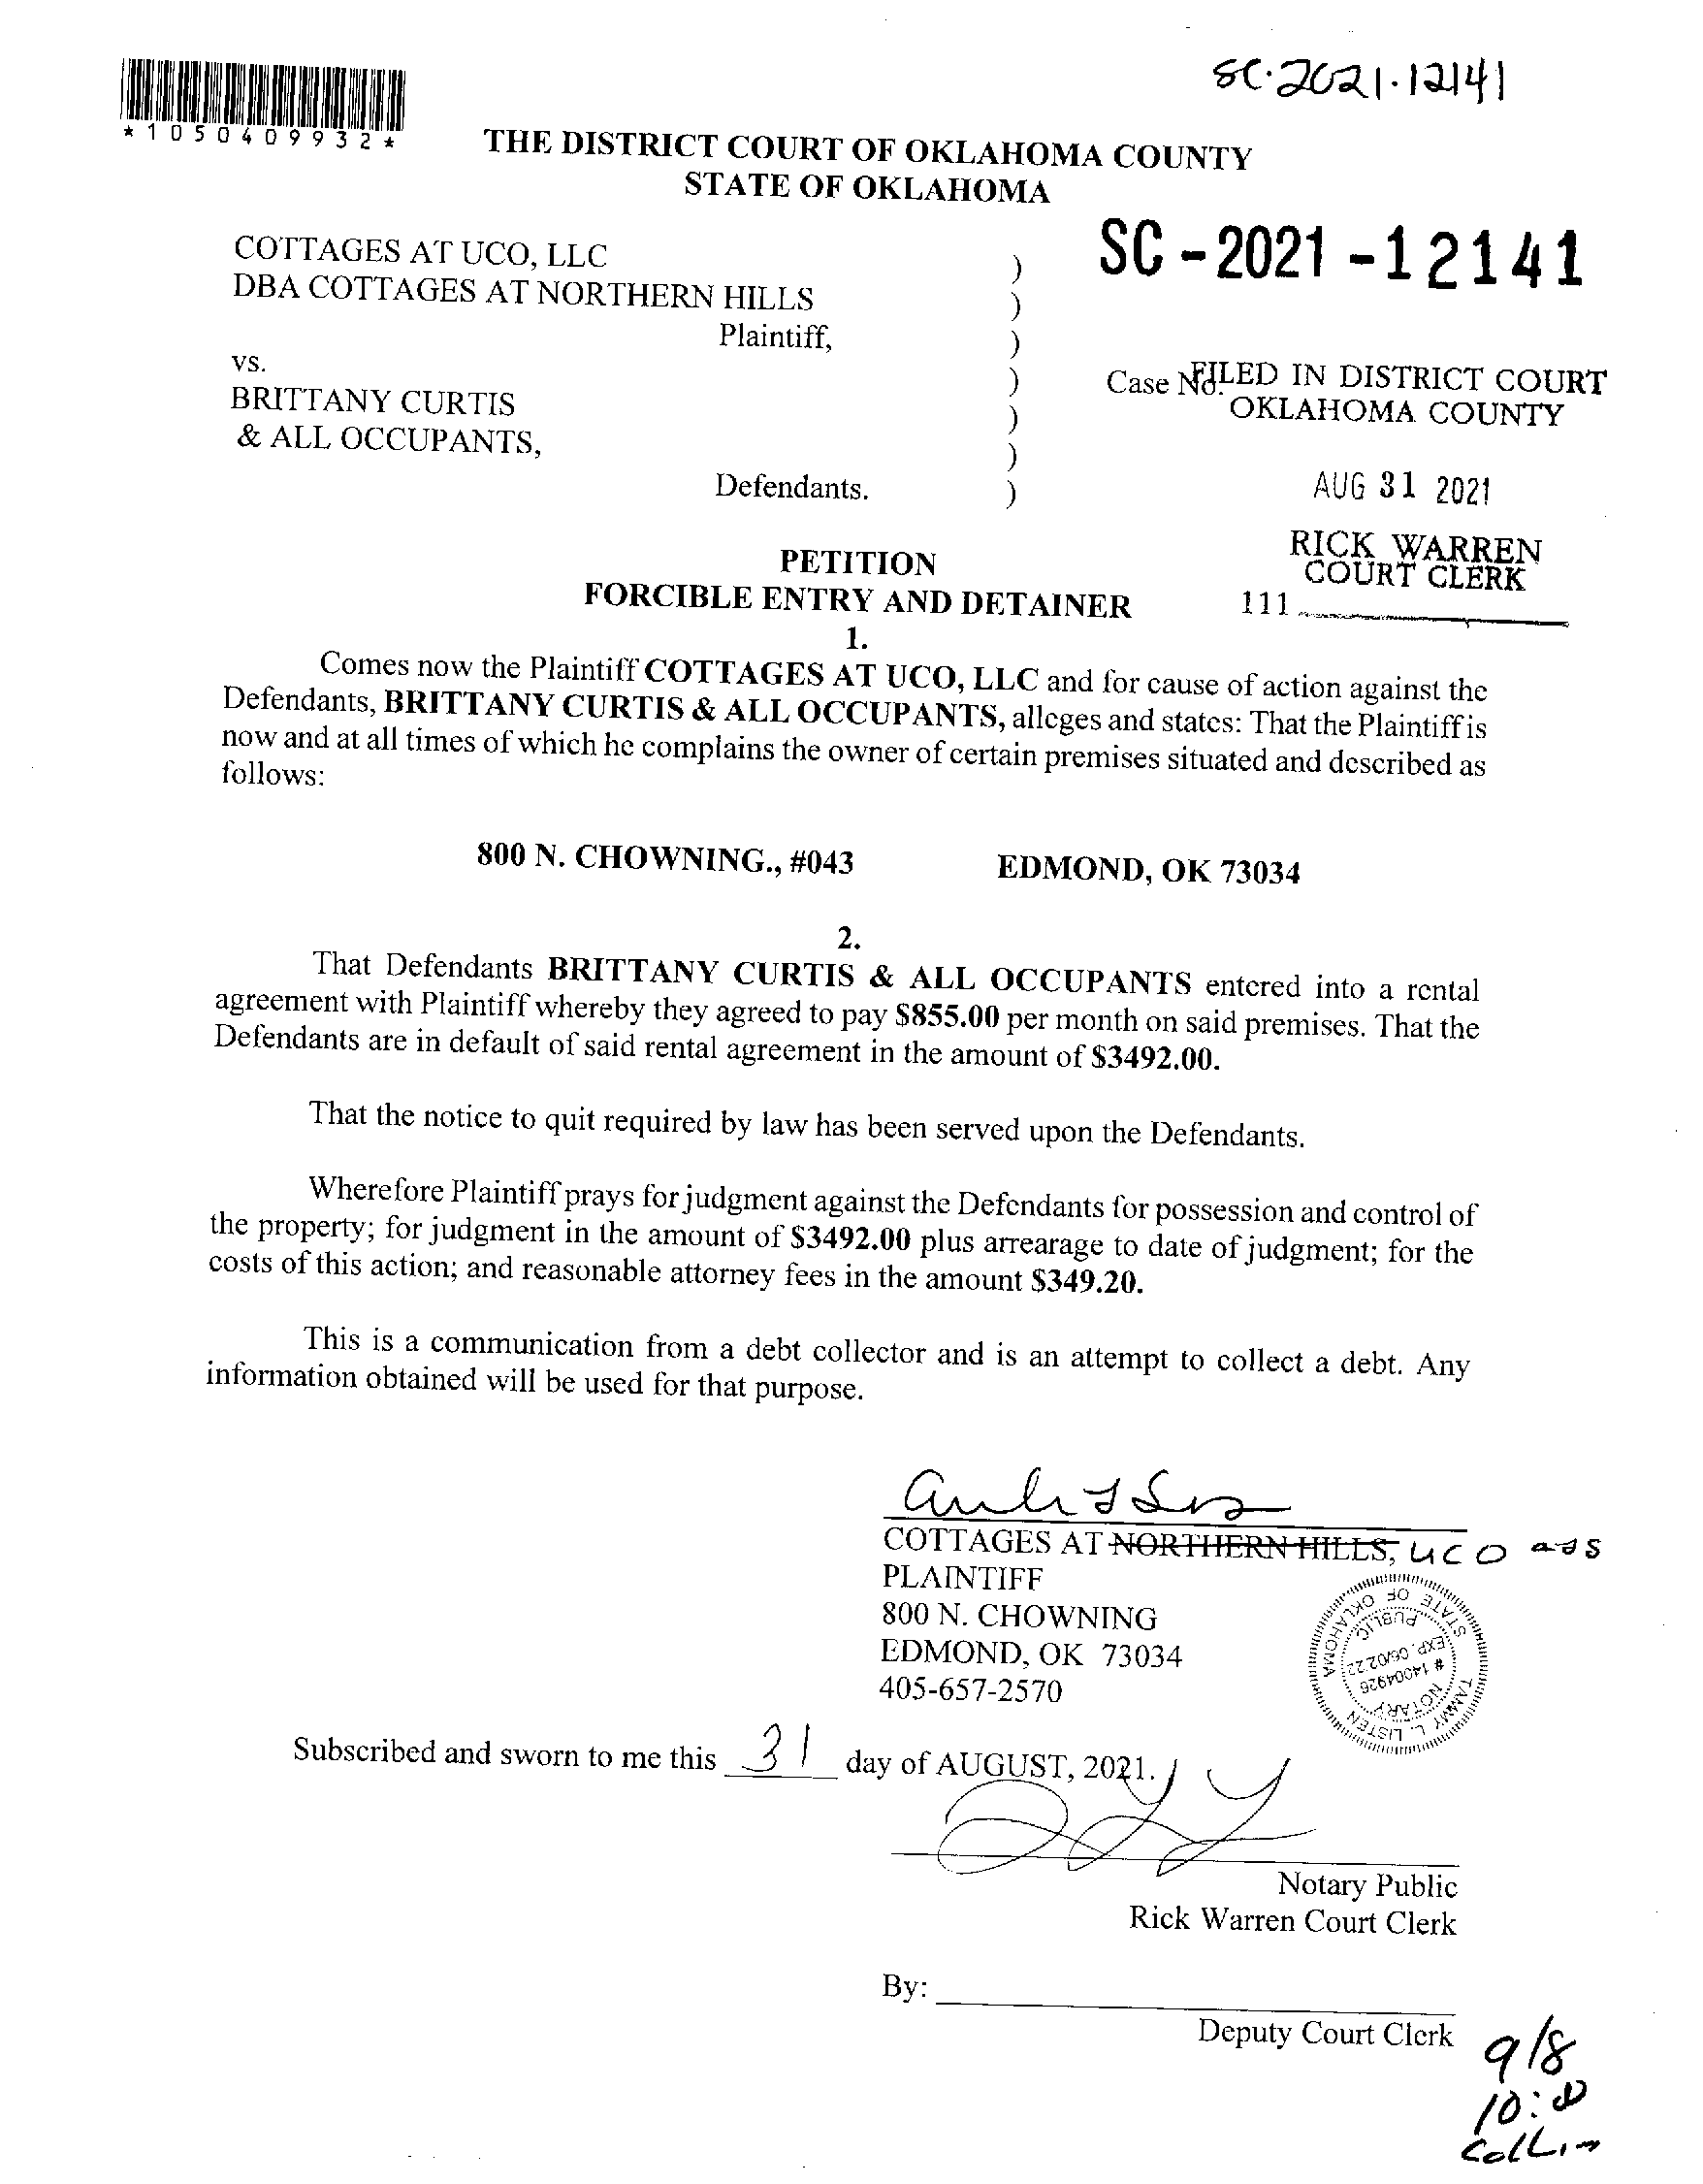 SC-2021-12141
*1050409932*
THE DISTRICT COURT OF OKLAHOMA COUNTY
STATE OF OKLAHOMA
COTTAGES AT UCO, LLC )
SC-2021-12141
DBA COTTAGES AT NORTHERN HILLS )
Plaintiff, )
vs. )
Case No. FILED IN DISTRICT COURT
BRITTANY CURTIS )
OKLAHOMA COUNTY
& ALL OCCUPANTS, )
Defendants. )
AUG 31 2021
RICK WARREN
COURT CLERK
111
PETITION
FORCIBLE ENTRY AND DETAINER
1.
Comes now the Plaintiff COTTAGES AT UCO, LLC and for cause of action against the
Defendants, BRITTANY CURTIS & ALL OCCUPANTS, alleges and states: That the Plaintiff is
now and at all times of which he complains the owner of certain premises situated and described as
follows:
800 N. CHOWNING., #043 EDMOND, OK 73034
2.
That Defendants BRITTANY CURTIS & ALL OCCUPANTS entered into a rental
agreement with Plaintiff whereby they agreed to pay $855.00 per month on said premises. That the
Defendants are in default of said rental agreement in the amount of $3492.00.
That the notice to quit required by law has been served upon the Defendants.
Wherefore Plaintiff prays for judgment against the Defendants for possession and control of
the property; for judgment in the amount of $3492.00 plus arrearage to date of judgment; for the
costs of this action; and reasonable attorney fees in the amount $349.20.
This is a communication from a debt collector and is an attempt to collect a debt. Any
information obtained will be used for that purpose.
COTTAGES AT NORTHERN HILLS, UCO
PLAINTIFF
800 N. CHOWNING
EDMOND, OK 73034
405-657-2570
TAMMY L. LISTEN
STATE OF OKLAHOMA
NOTARY PUBLIC
# 14004926
EXP. 06/02/22
Subscribed and sworn to me this 31 day of AUGUST, 2021.
Notary Public
Rick Warren Court Clerk
By:
Deputy Court Clerk
9/8
10:00
Collin